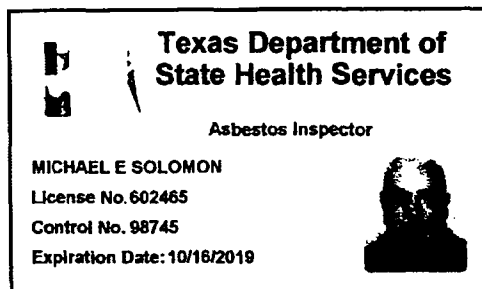 Texas Department of
State Health Services
Asbestos Inspector
MICHAEL E SOLOMON
License No. 602465
Control No. 98745
Expiration Date: 10/16/2019